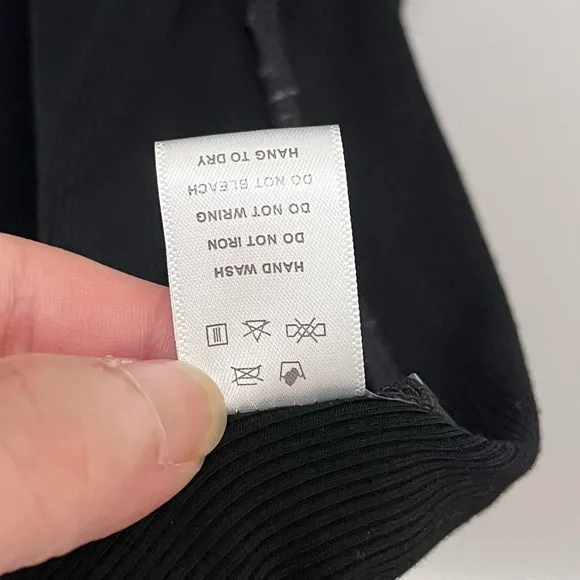 HAND WASH
DO NOT IRON
DO NOT WRING
DO NOT BLEACH
HANG TO DRY